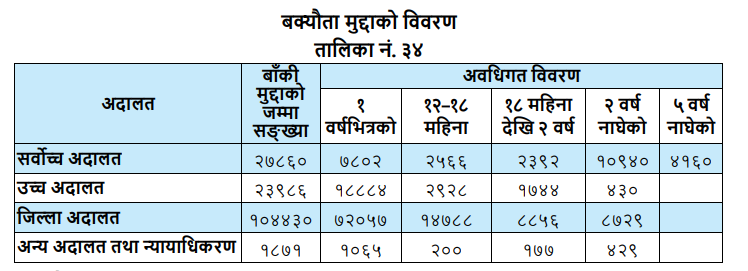 बक्यौता मुद्दाको विवरण
तालिका नं. ३४
अदालत बाँकी मुद्दाको जम्मा सङ्ख्या अवधिगत विवरण
१ वर्षभित्रको १२–१८ महिना १८ महिना देखि २ वर्ष २ वर्ष नाघेको ५ वर्ष नाघेको
सर्वोच्च अदालत २७८६० ७८०२ २५६६ २३९२ १०९४० ४१६०
उच्च अदालत २३९८६ १८८८४ २९२८ १७४४ ४३०
जिल्ला अदालत १०४४३० ७२०५७ १४७८८ ८८५६ ८७२९
अन्य अदालत तथा न्यायाधिकरण १८७१ १०६५ २०० १७७ ४२९